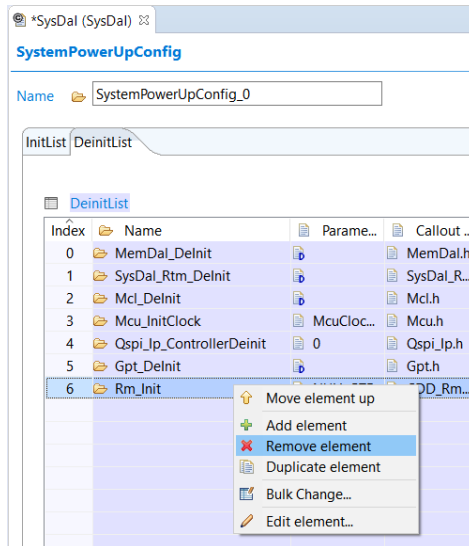 *SysDal (SysDal)
SystemPowerUpConfig
Name SystemPowerUpConfig_0
InitList DeinitList
DeinitList
Index Name Parame... Callout ...
0 MemDal_DeInit MemDal.h
1 SysDal_Rtm_DeInit SysDal_R...
2 Mcl_DeInit Mcl.h
3 Mcu_InitClock McuCloc... Mcu.h
4 Qspi_Ip_ControllerDeinit 0 Qspi_Ip.h
5 Gpt_DeInit Gpt.h
6 Rm_Init CDD_Rm...
Move element up
Add element
Remove element
Duplicate element
Bulk Change...
Edit element...